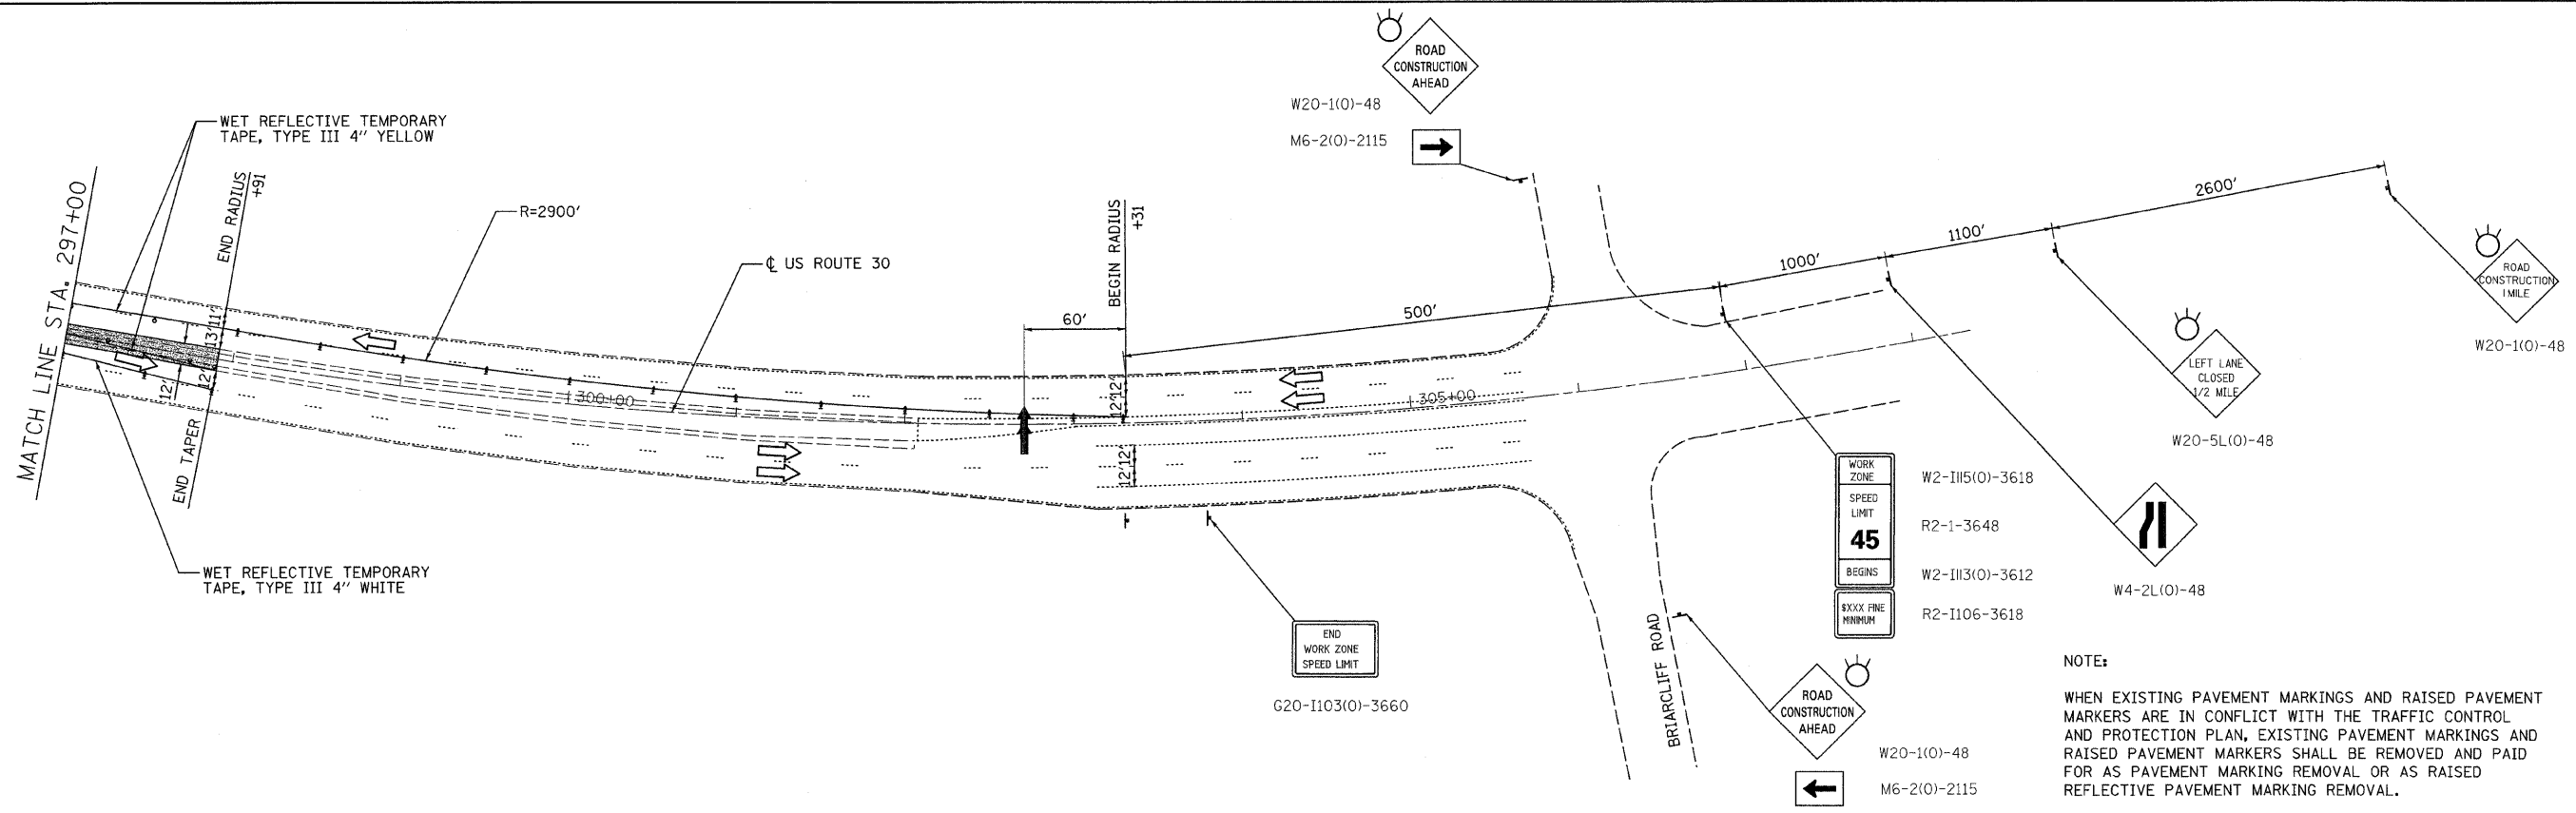 ROAD
CONSTRUCTION
AHEAD
W20-1(O)-48
M6-2(O)-2115
WET REFLECTIVE TEMPORARY
TAPE, TYPE III 4" YELLOW
MATCH LINE STA. 297+00
END RADIUS
+91
R=2900'
℄ US ROUTE 30
BEGIN RADIUS
+31
60'
500'
1000'
1100'
2600'
ROAD
CONSTRUCTION
1 MILE
W20-1(O)-48
LEFT LANE
CLOSED
1/2 MILE
W20-5L(O)-48
11'
13'
12'
12'
END TAPER
300+00
305+00
12'
12'
12'
12'
WET REFLECTIVE TEMPORARY
TAPE, TYPE III 4" WHITE
WORK
ZONE
SPEED
LIMIT
45
BEGINS
$XXX FINE
MINIMUM
W2-I115(O)-3618
R2-1-3648
W2-I113(O)-3612
R2-I106-3618
W4-2L(O)-48
END
WORK ZONE
SPEED LIMIT
G20-I103(O)-3660
BRIARCLIFF ROAD
ROAD
CONSTRUCTION
AHEAD
W20-1(O)-48
M6-2(O)-2115
NOTE:
WHEN EXISTING PAVEMENT MARKINGS AND RAISED PAVEMENT
MARKERS ARE IN CONFLICT WITH THE TRAFFIC CONTROL
AND PROTECTION PLAN, EXISTING PAVEMENT MARKINGS AND
RAISED PAVEMENT MARKERS SHALL BE REMOVED AND PAID
FOR AS PAVEMENT MARKING REMOVAL OR AS RAISED
REFLECTIVE PAVEMENT MARKING REMOVAL.